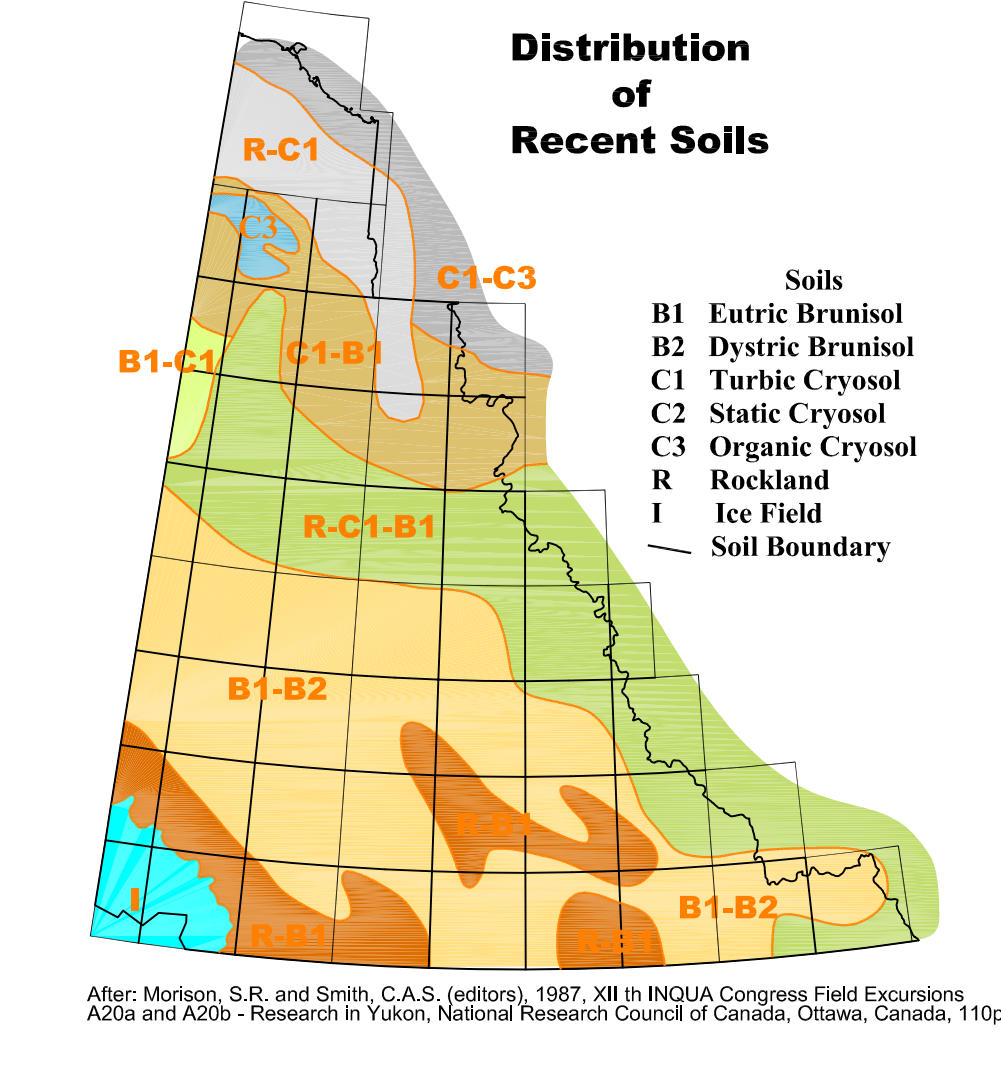 Distribution
of
Recent Soils
R-C1
C3
C1-C3
B1-C1
C1-B1
R-C1-B1
B1-B2
R-B1
I
R-B1
R-B1
B1-B2
Soils
B1 Eutric Brunisol
B2 Dystric Brunisol
C1 Turbic Cryosol
C2 Static Cryosol
C3 Organic Cryosol
R Rockland
I Ice Field
Soil Boundary
After: Morison, S.R. and Smith, C.A.S. (editors), 1987, XII th INQUA Congress Field Excursions
A20a and A20b - Research in Yukon, National Research Council of Canada, Ottawa, Canada, 110p